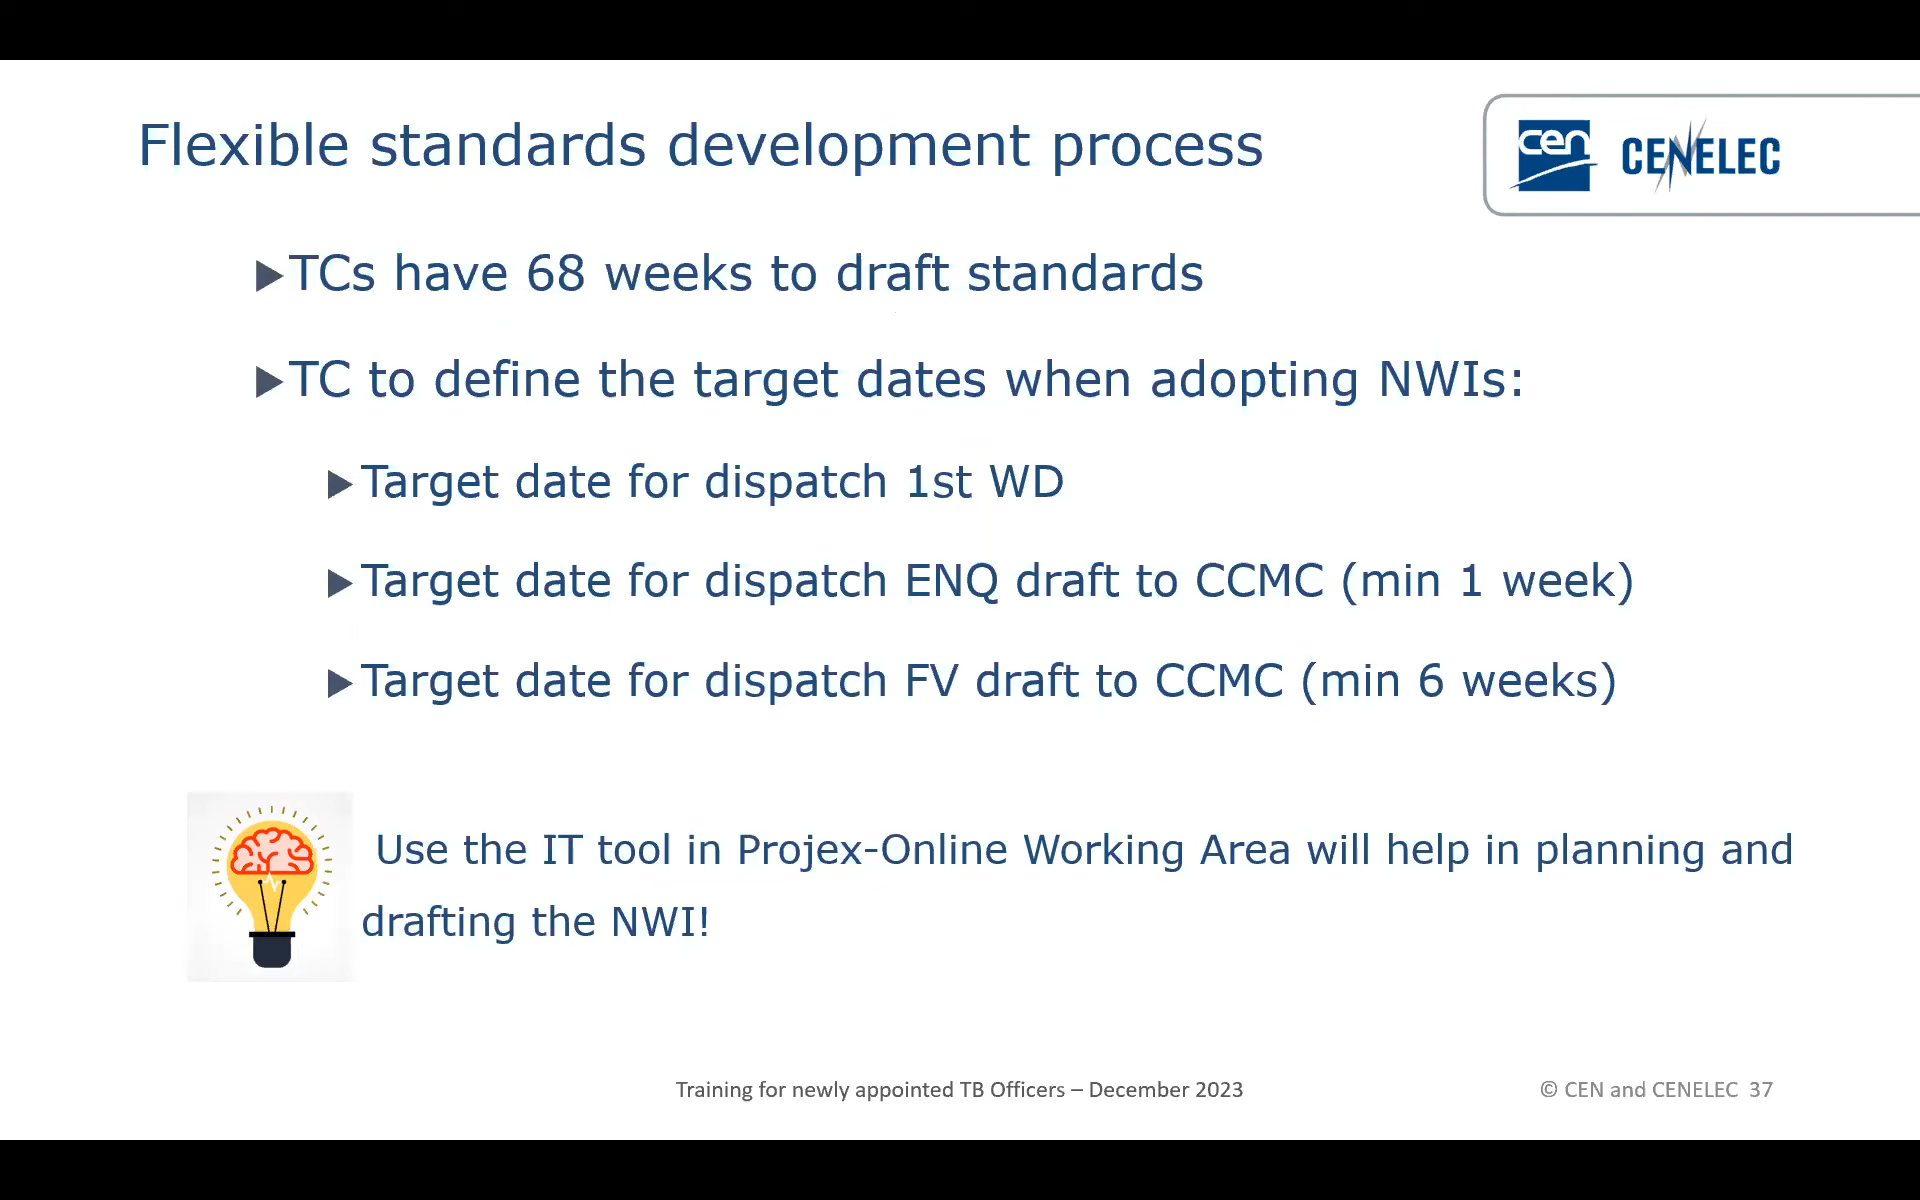 Flexible standards development process
cen CENELEC
TCs have 68 weeks to draft standards
TC to define the target dates when adopting NWIs:
Target date for dispatch 1st WD
Target date for dispatch ENQ draft to CCMC (min 1 week)
Target date for dispatch FV draft to CCMC (min 6 weeks)
Use the IT tool in Projex-Online Working Area will help in planning and
drafting the NWI!
Training for newly appointed TB Officers – December 2023
© CEN and CENELEC 37